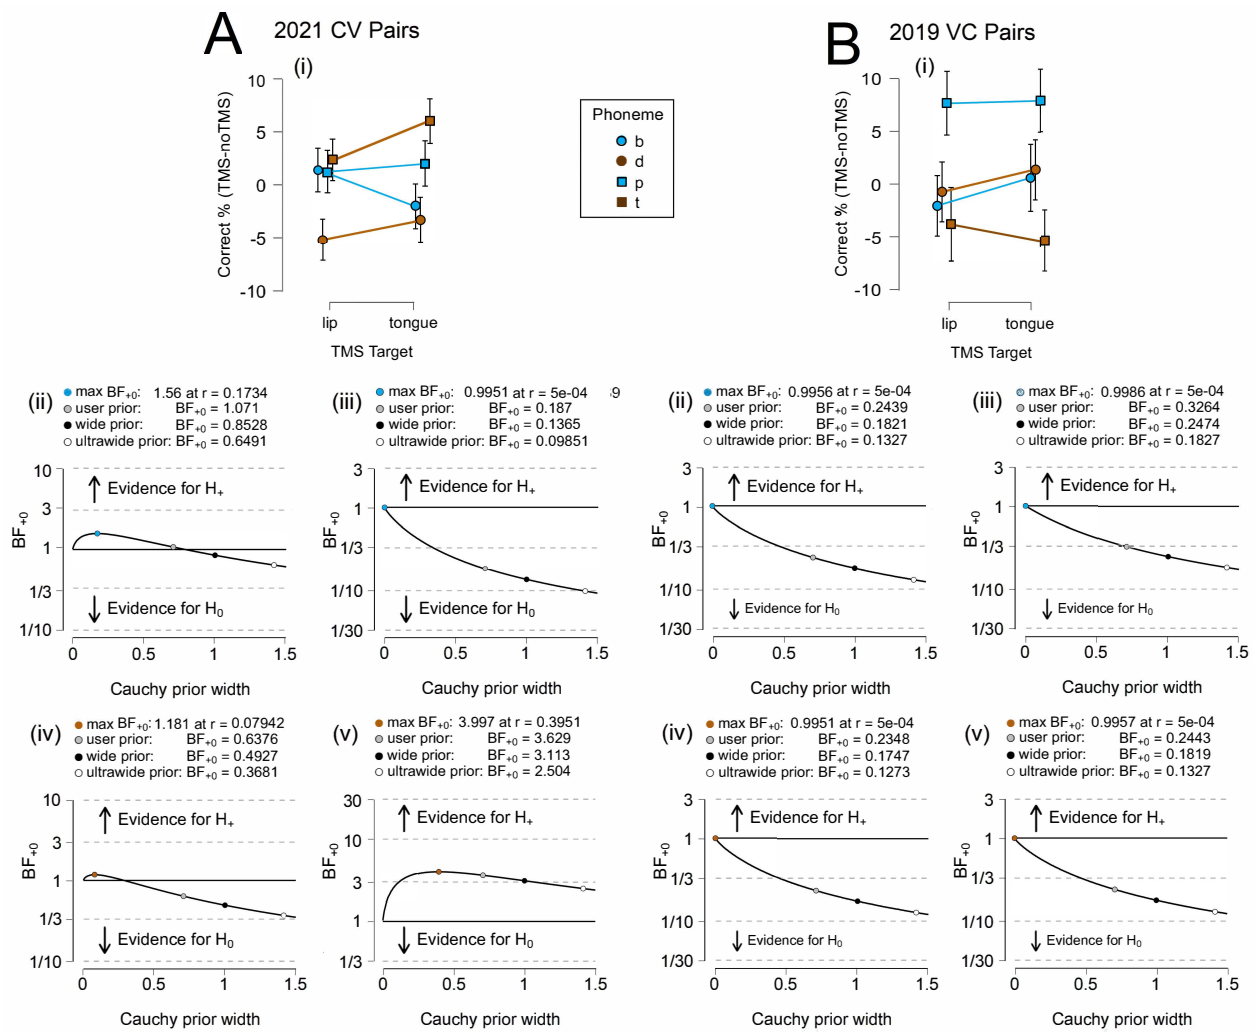 A
2021 CV Pairs
(i)
Correct % (TMS-noTMS)
10
5
0
-5
-10
lip tongue
TMS Target
Phoneme
b
d
p
t
B
2019 VC Pairs
(i)
Correct % (TMS-noTMS)
10
5
0
-5
-10
lip tongue
TMS Target
(ii)
max BF+0: 1.56 at r = 0.1734
user prior: BF+0 = 1.071
wide prior: BF+0 = 0.8528
ultrawide prior: BF+0 = 0.6491
BF+0
10
3
1
1/3
1/10
Evidence for H+
Evidence for H0
0 0.5 1 1.5
Cauchy prior width
(iii)
max BF+0: 0.9951 at r = 5e-04 9
user prior: BF+0 = 0.187
wide prior: BF+0 = 0.1365
ultrawide prior: BF+0 = 0.09851
3
1
1/3
1/10
1/30
Evidence for H+
Evidence for H0
0 0.5 1 1.5
Cauchy prior width
(ii)
max BF+0: 0.9956 at r = 5e-04
user prior: BF+0 = 0.2439
wide prior: BF+0 = 0.1821
ultrawide prior: BF+0 = 0.1327
BF+0
3
1
1/3
1/10
1/30
Evidence for H+
Evidence for H0
0 0.5 1 1.5
Cauchy prior width
(iii)
max BF+0: 0.9986 at r = 5e-04
user prior: BF+0 = 0.3264
wide prior: BF+0 = 0.2474
ultrawide prior: BF+0 = 0.1827
BF+0
3
1
1/3
1/10
1/30
Evidence for H+
Evidence for H0
0 0.5 1 1.5
Cauchy prior width
(iv)
max BF+0: 1.181 at r = 0.07942
user prior: BF+0 = 0.6376
wide prior: BF+0 = 0.4927
ultrawide prior: BF+0 = 0.3681
BF+0
10
3
1
1/3
1/10
Evidence for H+
Evidence for H0
0 0.5 1 1.5
Cauchy prior width
(v)
max BF+0: 3.997 at r = 0.3951
user prior: BF+0 = 3.629
wide prior: BF+0 = 3.113
ultrawide prior: BF+0 = 2.504
BF+0
30
10
3
1
1/3
Evidence for H+
Evidence for H0
0 0.5 1 1.5
Cauchy prior width
(iv)
max BF+0: 0.9951 at r = 5e-04
user prior: BF+0 = 0.2348
wide prior: BF+0 = 0.1747
ultrawide prior: BF+0 = 0.1273
BF+0
3
1
1/3
1/10
1/30
Evidence for H+
Evidence for H0
0 0.5 1 1.5
Cauchy prior width
(v)
max BF+0: 0.9957 at r = 5e-04
user prior: BF+0 = 0.2443
wide prior: BF+0 = 0.1819
ultrawide prior: BF+0 = 0.1327
BF+0
3
1
1/3
1/10
1/30
Evidence for H+
Evidence for H0
0 0.5 1 1.5
Cauchy prior width